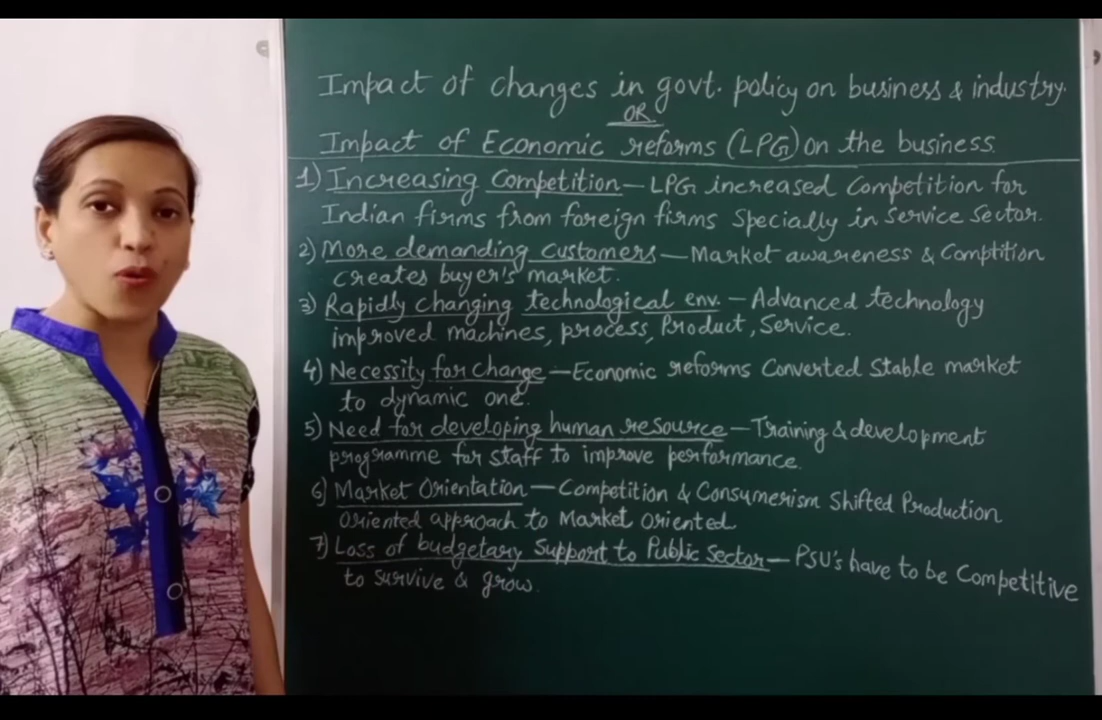 Impact of changes in govt. policy on business & industry.
OR.
Impact of Economic reforms (LPG) on the business.
1) Increasing Competition – LPG increased Competition for
Indian firms from foreign firms Specially in Service Sector.
2) More demanding customers – Market awareness & Comptition
creates buyer's market.
3) Rapidly changing technological env. – Advanced technology
improved machines, process, Product, Service.
4) Necessity for change – Economic reforms Converted Stable market
to dynamic one.
5) Need for developing human resource – Training & development
programme for staff to improve performance.
6) Market Orientation – Competition & Consumerism Shifted Production
Oriented approach to Market Oriented
7) Loss of budgetary Support to Public Sector – PSU's have to be Competitive
to survive & grow.